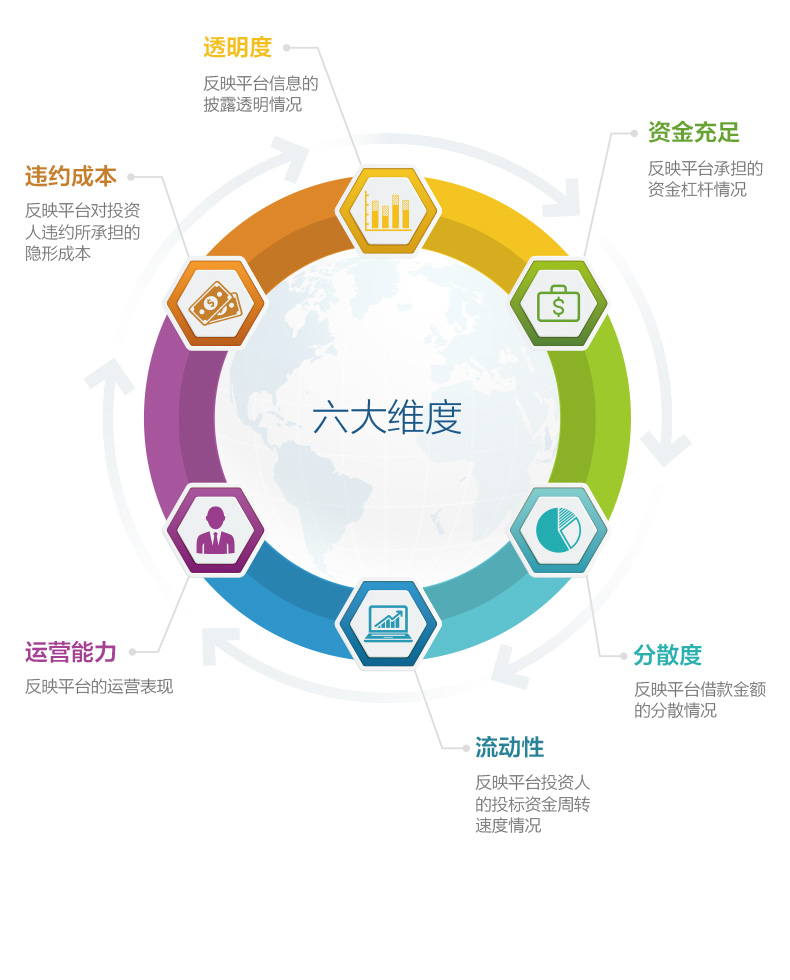 透明度
反映平台信息的
披露透明情况
资金充足
反映平台承担的
资金杠杆情况
违约成本
反映平台对投资
人违约所承担的
隐形成本
六大维度
运营能力
反映平台的运营表现
分散度
反映平台借款金额
的分散情况
流动性
反映平台投资人
的投标资金周转
速度情况